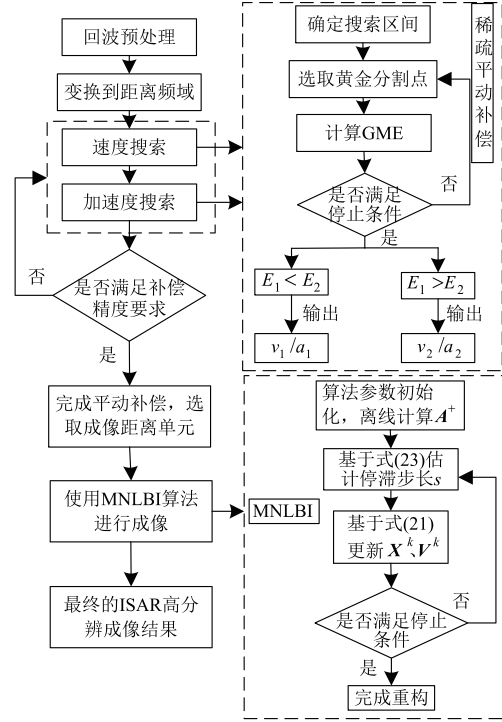 回波预处理
变换到距离频域
速度搜索
加速度搜索
否
是否满足补偿
精度要求
是
完成平动补偿，选
取成像距离单元
使用MNLBI算法
进行成像
最终的ISAR高分
辨成像结果
确定搜索区间
选取黄金分割点
计算GME
是否满足
停止条件
否
是
E₁ < E₂
E₁ >E₂
输出
输出
v₁ /a₁
v₂ /a₂
稀疏平动补偿
MNLBI
算法参数初始
化，离线计算A⁺
基于式(23)估
计停滞步长s
基于式(21)
更新 Xᵏ、Vᵏ
是否满足停止
条件
否
是
完成重构